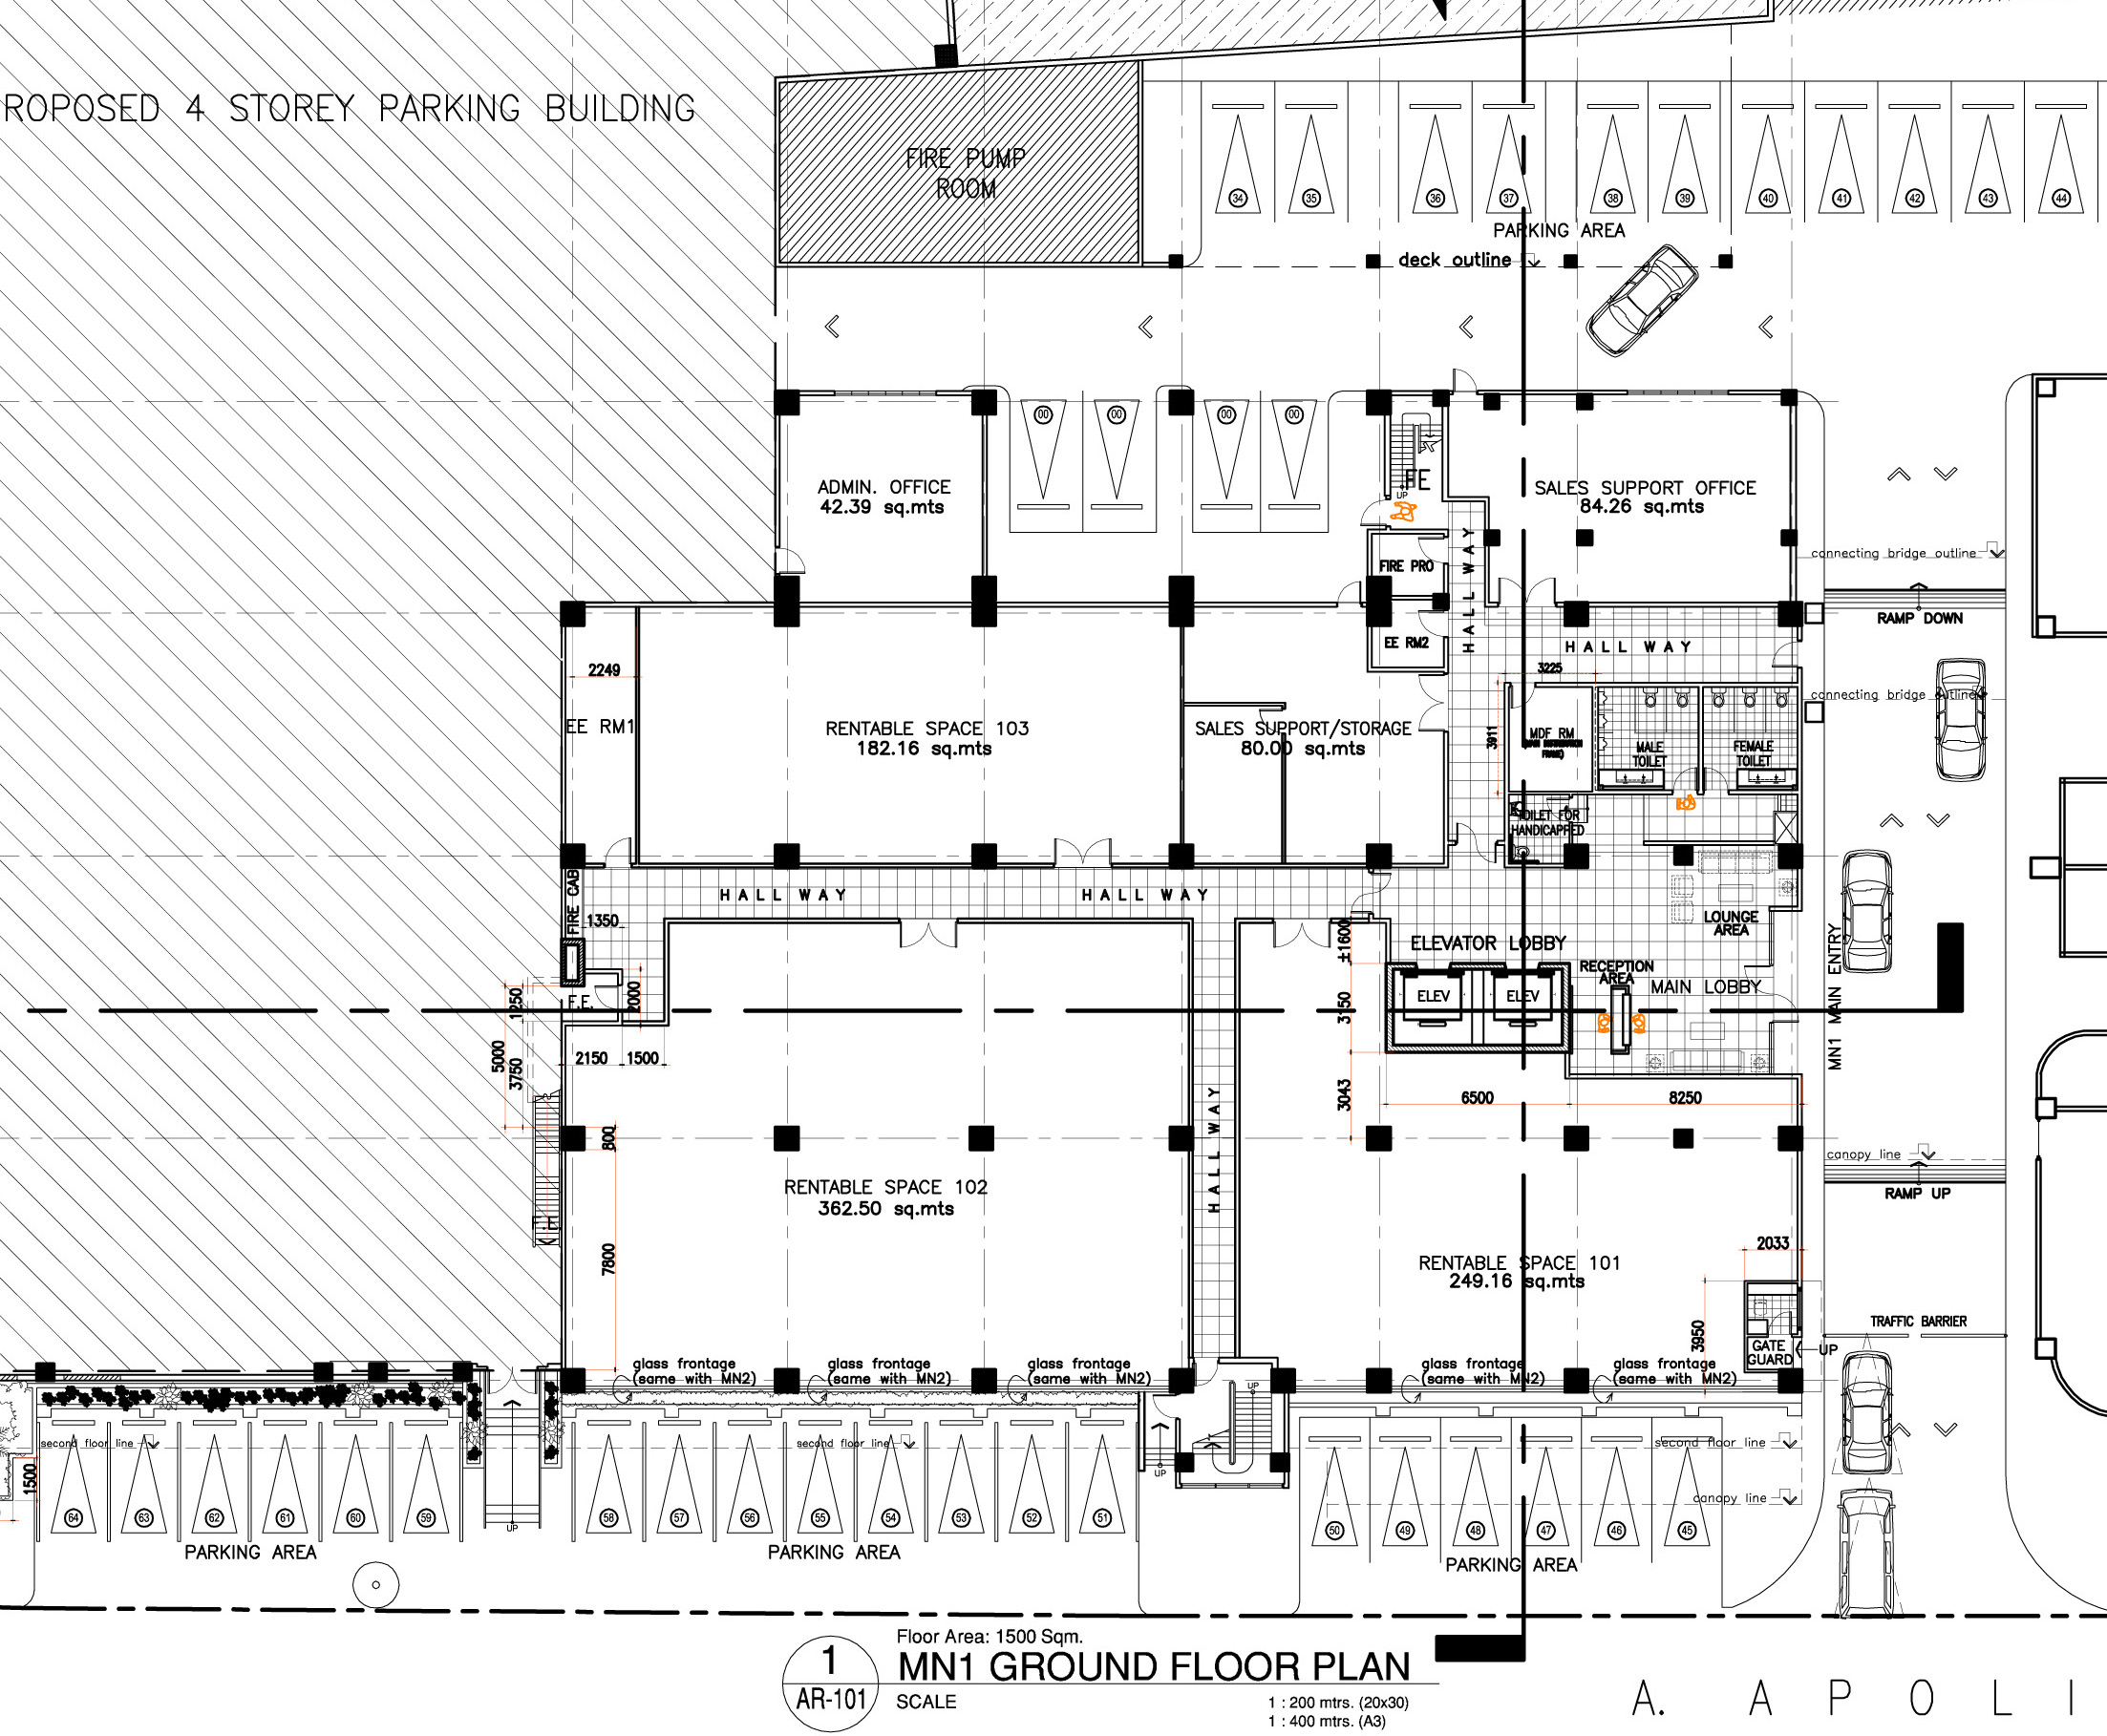 ROPOSED 4 STOREY PARKING BUILDING
FIRE PUMP
ROOM
34
35
36
37
38
39
40
41
42
43
44
PARKING AREA
deck outline
00
00
00
00
ADMIN. OFFICE
42.39 sq.mts
FE
UP
SALES SUPPORT OFFICE
84.26 sq.mts
HALL WAY
FIRE PRO
connecting bridge outline
RAMP DOWN
EE RM2
HALL WAY
3225
2249
connecting bridge outline
EE RM1
RENTABLE SPACE 103
182.16 sq.mts
SALES SUPPORT/STORAGE
80.00 sq.mts
3911
MDF RM
(MAIN DISTRIBUTION
FRAME)
MALE
TOILET
FEMALE
TOILET
TOILET FOR
HANDICAPPED
FIRE CAB
HALL WAY
HALL WAY
1350
LOUNGE
AREA
±1600
ELEVATOR LOBBY
MN1 MAIN ENTRY
RECEPTION
AREA
MAIN LOBBY
ELEV
ELEV
F.E.
1250
2000
3150
5000
3750
2150
1500
3043
6500
8250
HALL WAY
800
canopy line
RAMP UP
RENTABLE SPACE 102
362.50 sq.mts
F.E.
7800
2033
RENTABLE SPACE 101
249.16 sq.mts
3950
TRAFFIC BARRIER
GATE
GUARD
UP
glass frontage
(same with MN2)
glass frontage
(same with MN2)
glass frontage
(same with MN2)
glass frontage
(same with MN2)
glass frontage
(same with MN2)
UP
second floor line
second floor line
second floor line
1500
UP
canopy line
64
63
62
61
60
59
UP
58
57
56
55
54
53
52
51
50
49
48
47
46
45
PARKING AREA
PARKING AREA
PARKING AREA
1
AR-101
Floor Area: 1500 Sqm.
MN1 GROUND FLOOR PLAN
SCALE
1 : 200 mtrs. (20x30)
1 : 400 mtrs. (A3)
A. APOLI